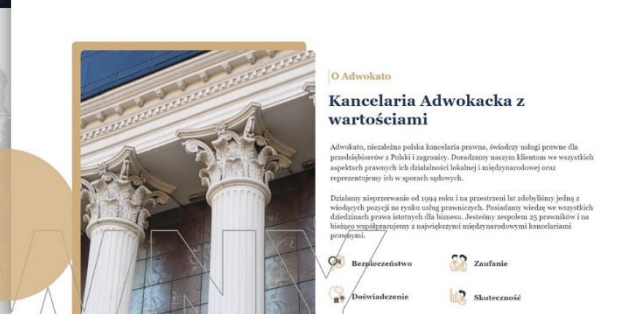 O Adwokato
Kancelaria Adwokacka z
wartościami
Adwokato, niezależna polska kancelaria prawna, świadczy usługi prawne dla
przedsiębiorców z Polski i zagranicy. Doradzamy naszym klientom we wszystkich
aspektach prawnych ich działalności lokalnej i międzynarodowej oraz
reprezentujemy ich w sporach sądowych.
Działamy nieprzerwanie od 1994 roku i na przestrzeni lat zdobyliśmy jedną z
wiodących pozycji na rynku usług prawniczych. Posiadamy wiedzę we wszystkich
dziedzinach prawa istotnych dla biznesu. Jesteśmy zespołem 25 prawników i na
bieżąco współpracujemy z największymi międzynarodowymi kancelariami
prawnymi.
Bezpieczeństwo Zaufanie
Doświadczenie Skuteczność